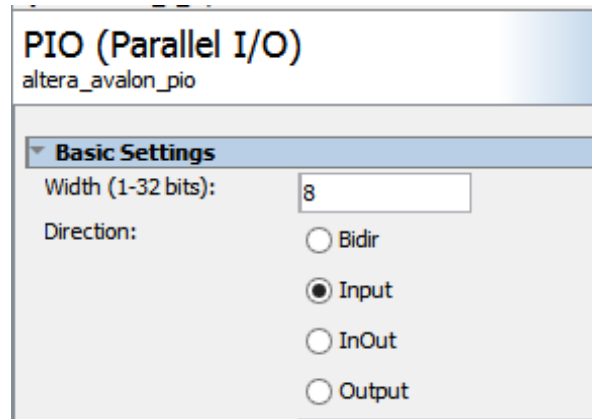 PIO (Parallel I/O)
altera_avalon_pio
Basic Settings
Width (1-32 bits): 8
Direction: Bidir
Input
InOut
Output